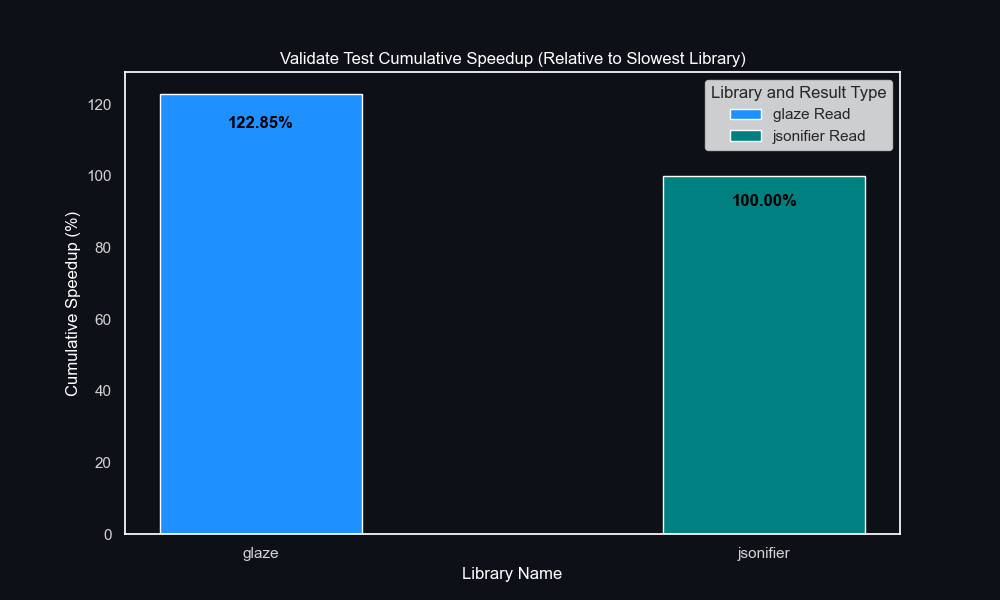 Validate Test Cumulative Speedup (Relative to Slowest Library)
Library and Result Type
glaze Read
jsonifier Read
122.85%
100.00%
120
100
80
60
40
20
0
Cumulative Speedup (%)
glaze
jsonifier
Library Name